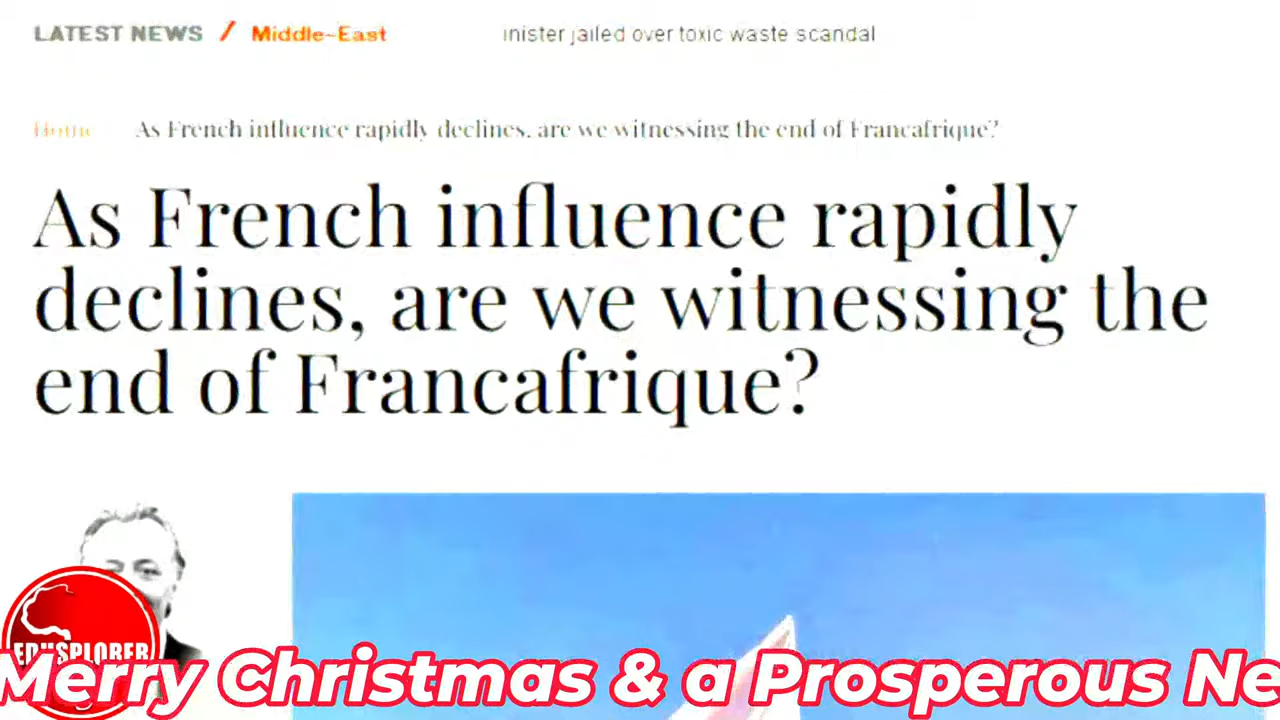 LATEST NEWS / Middle-East inister jailed over toxic waste scandal
Home As French influence rapidly declines, are we witnessing the end of Francafrique?
As French influence rapidly
declines, are we witnessing the
end of Francafrique?
EDUSPLORER
Merry Christmas & a Prosperous Ne